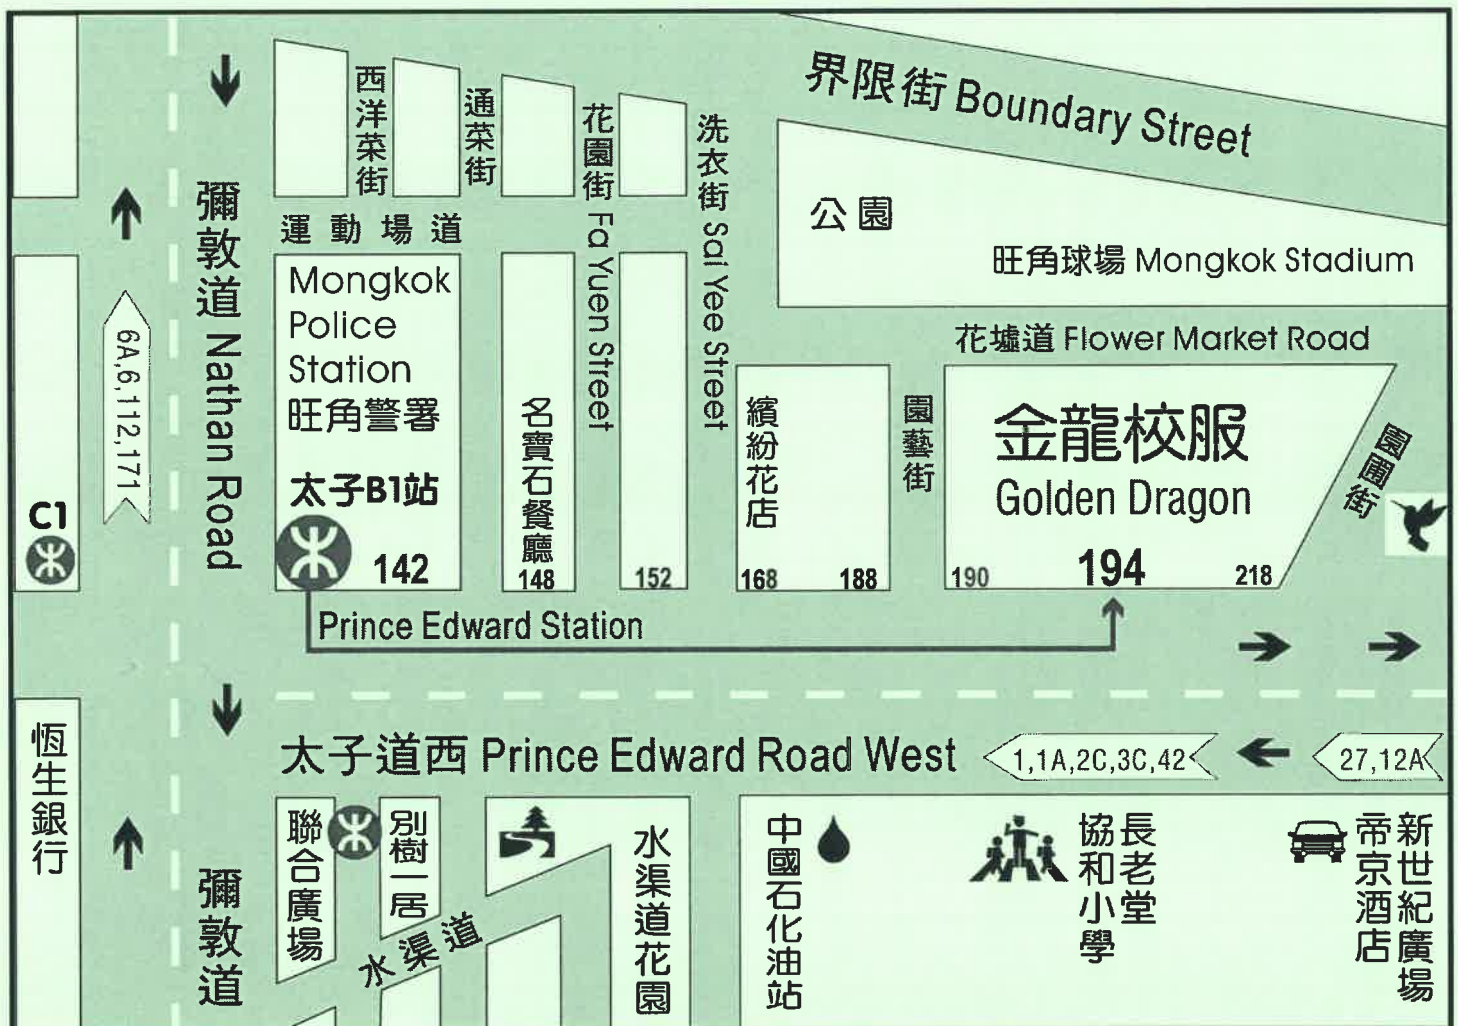 界限街 Boundary Street
西洋菜街
通菜街
花園街 Fa Yuen Street
洗衣街 Sai Yee Street
公園
旺角球場 Mongkok Stadium
彌敦道 Nathan Road
運動場道
花墟道 Flower Market Road
6A,6,112,171
C1
Mongkok
Police
Station
旺角警署
太子B1站
142
名寶石餐廳
148
152
繽紛花店
168
188
園藝街
金龍校服
Golden Dragon
190
194
218
園圃街
Prince Edward Station
太子道西 Prince Edward Road West
1,1A,2C,3C,42
27,12A
恆生銀行
彌敦道
聯合廣場
別樹一居
水渠道
水渠道花園
中國石化油站
協和小學
長老堂
帝京酒店
新世紀廣場